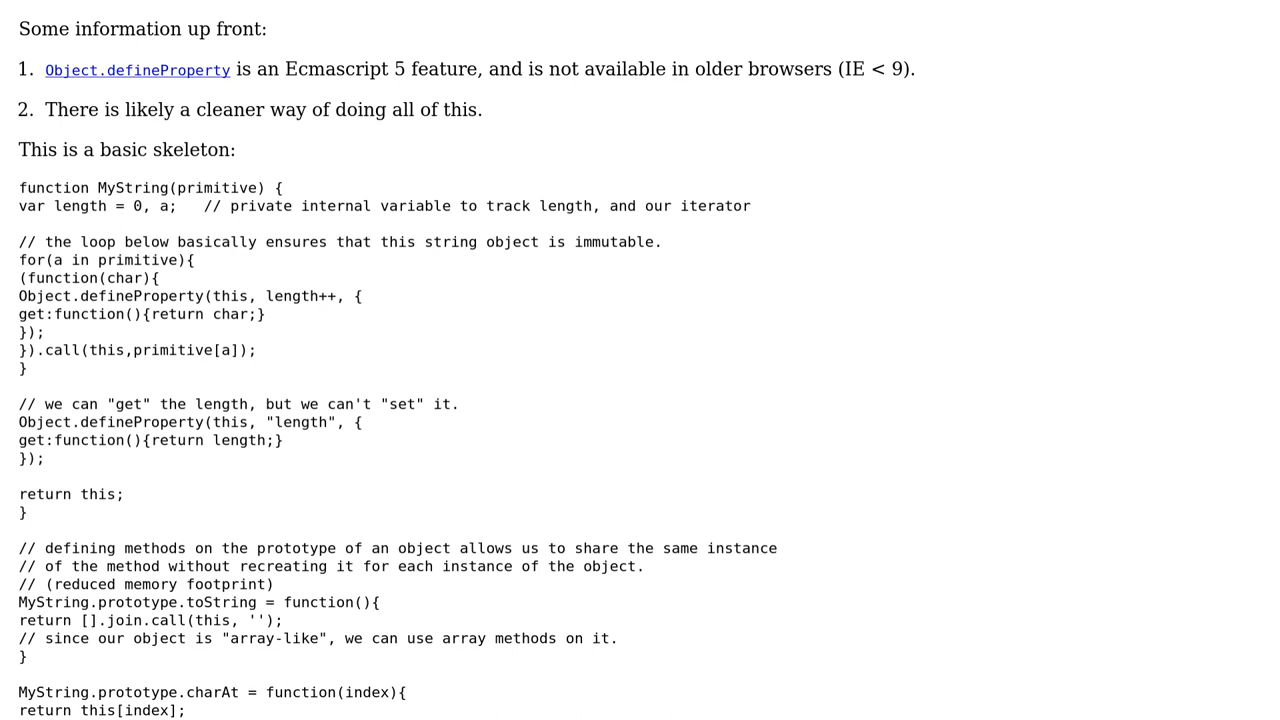 Some information up front:
1. Object.defineProperty is an Ecmascript 5 feature, and is not available in older browsers (IE < 9).
2. There is likely a cleaner way of doing all of this.
This is a basic skeleton:
function MyString(primitive) {
var length = 0, a;   // private internal variable to track length, and our iterator
// the loop below basically ensures that this string object is immutable.
for(a in primitive){
(function(char){
Object.defineProperty(this, length++, {
get:function(){return char;}
});
}).call(this,primitive[a]);
}
// we can "get" the length, but we can't "set" it.
Object.defineProperty(this, "length", {
get:function(){return length;}
});
return this;
}
// defining methods on the prototype of an object allows us to share the same instance
// of the method without recreating it for each instance of the object.
// (reduced memory footprint)
MyString.prototype.toString = function(){
return [].join.call(this, '');
// since our object is "array-like", we can use array methods on it.
}
MyString.prototype.charAt = function(index){
return this[index];